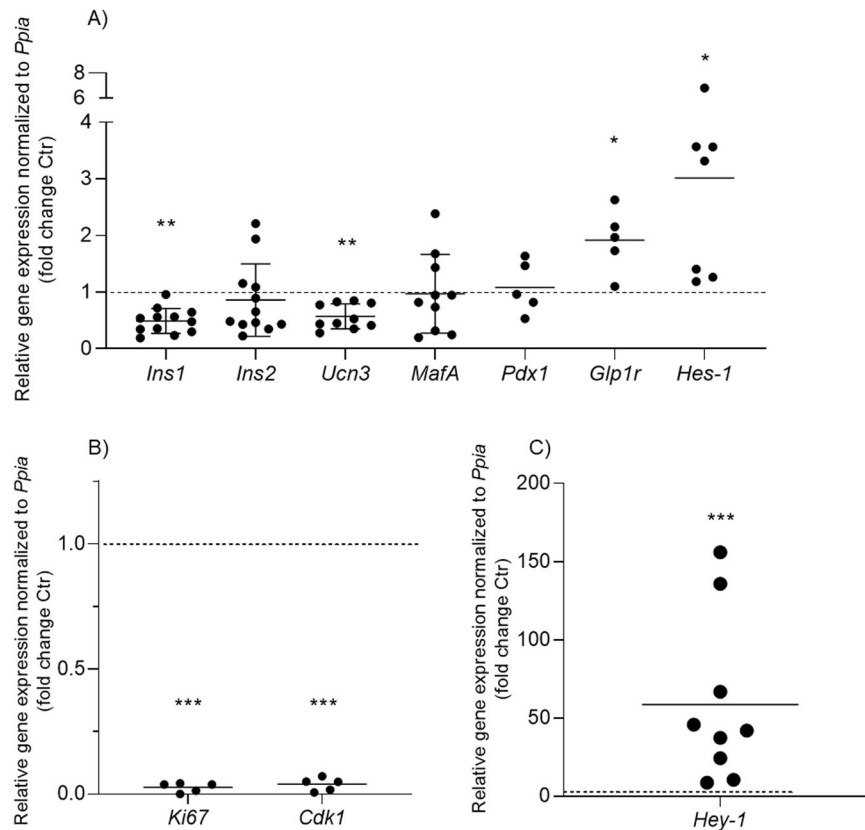 A)
Relative gene expression normalized to Ppia
(fold change Ctr)
8
6
4
3
2
1
0
** ** * *
Ins1 Ins2 Ucn3 MafA Pdx1 Glp1r Hes-1
B)
Relative gene expression normalized to Ppia
(fold change Ctr)
1.0
0.5
0.0
*** ***
Ki67 Cdk1
C)
Relative gene expression normalized to Ppia
(fold change Ctr)
200
150
100
50
0
***
Hey-1